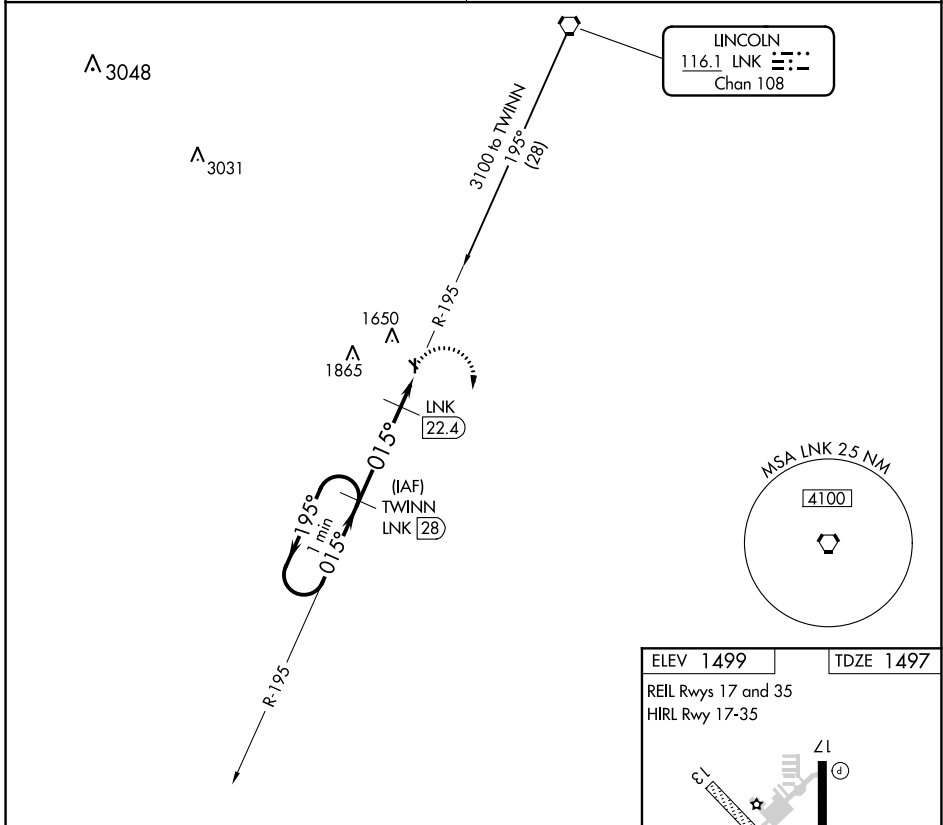 LINCOLN
116.1 LNK
Chan 108
3048
3031
3100 to TWINN
195°
(28)
R-195
1650
1865
LNK
22.4
015°
(IAF)
TWINN
LNK 28
195°
1 min
015°
R-195
MSA LNK 25 NM
4100
ELEV 1499
TDZE 1497
REIL Rwys 17 and 35
HIRL Rwy 17-35
17
P
13